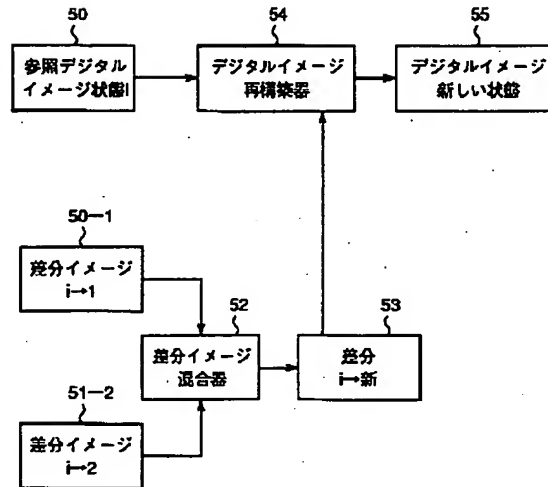 50
参照デジタル
イメージ状態i
54
デジタルイメージ
再構築器
55
デジタルイメージ
新しい状態
50-1
差分イメージ
i→1
52
差分イメージ
混合器
53
差分
i→新
51-2
差分イメージ
i→2